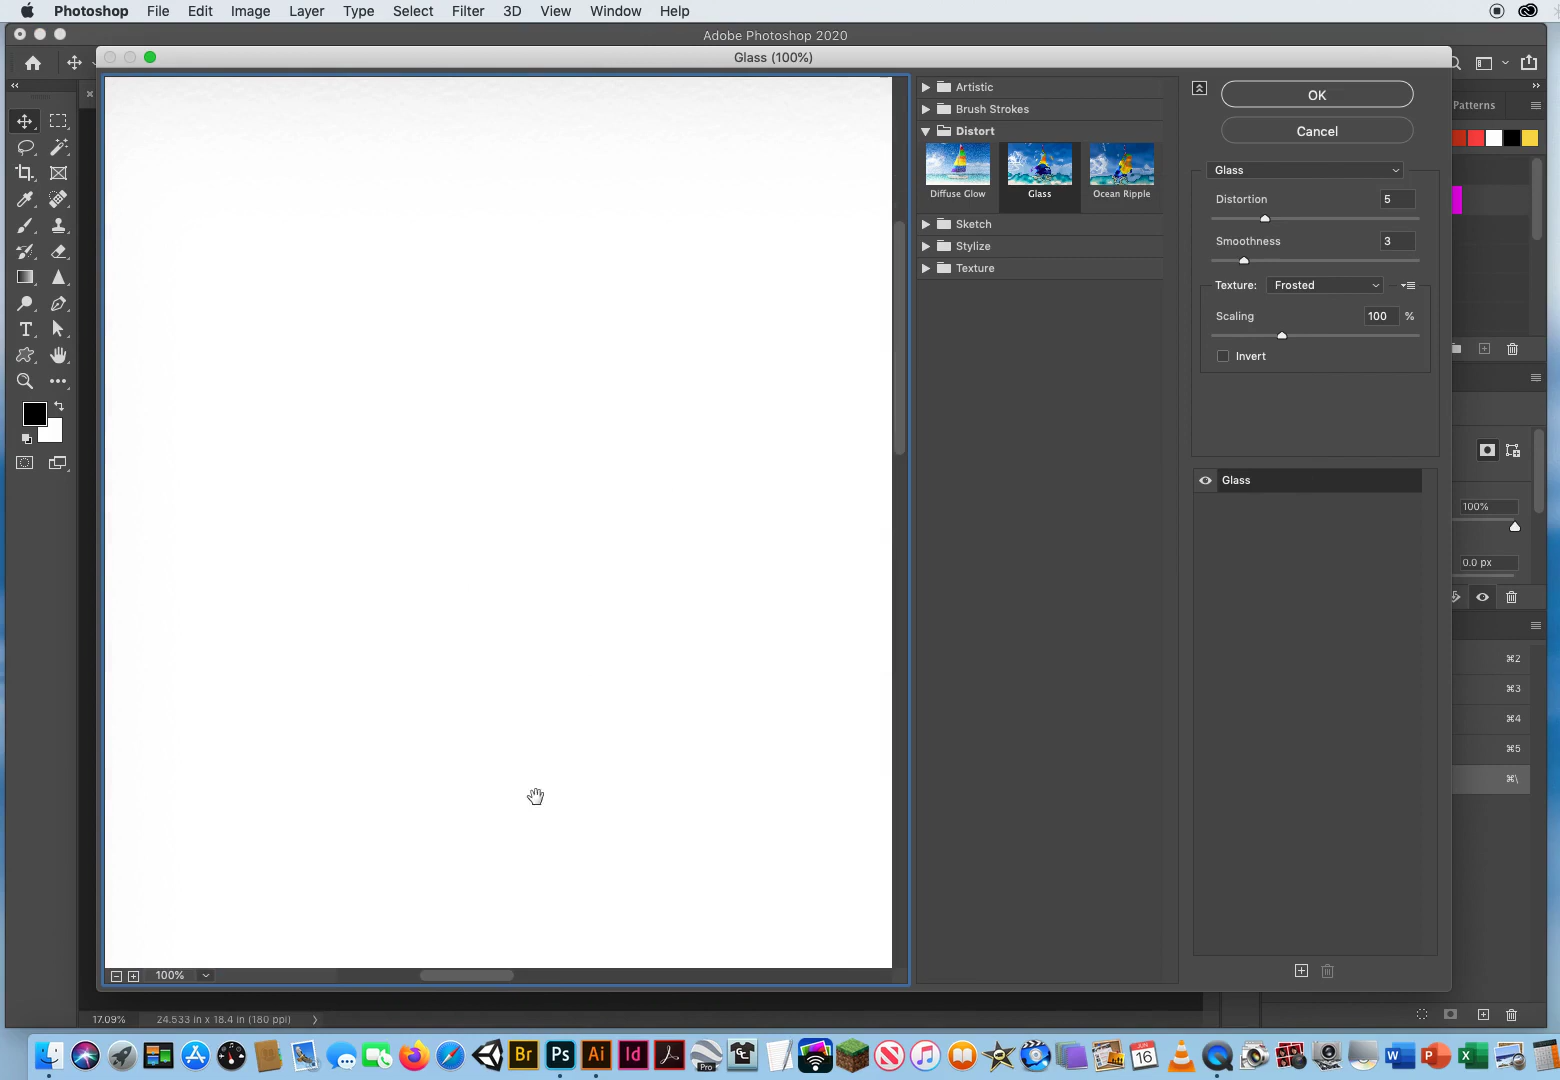 Photoshop File Edit Image Layer Type Select Filter 3D View Window Help
Adobe Photoshop 2020
Glass (100%)
Artistic
Brush Strokes
Distort
Diffuse Glow Glass Ocean Ripple
Sketch
Stylize
Texture
OK
Cancel
Glass
Distortion 5
Smoothness 3
Texture: Frosted
Scaling 100 %
Invert
Glass
Patterns
100%
0.0 px
⌘2
⌘3
⌘4
⌘5
⌘\
100%
17.09% 24.533 in x 18.4 in (180 ppi)
Br Ps Ai Id Pro JUN 16 W P X